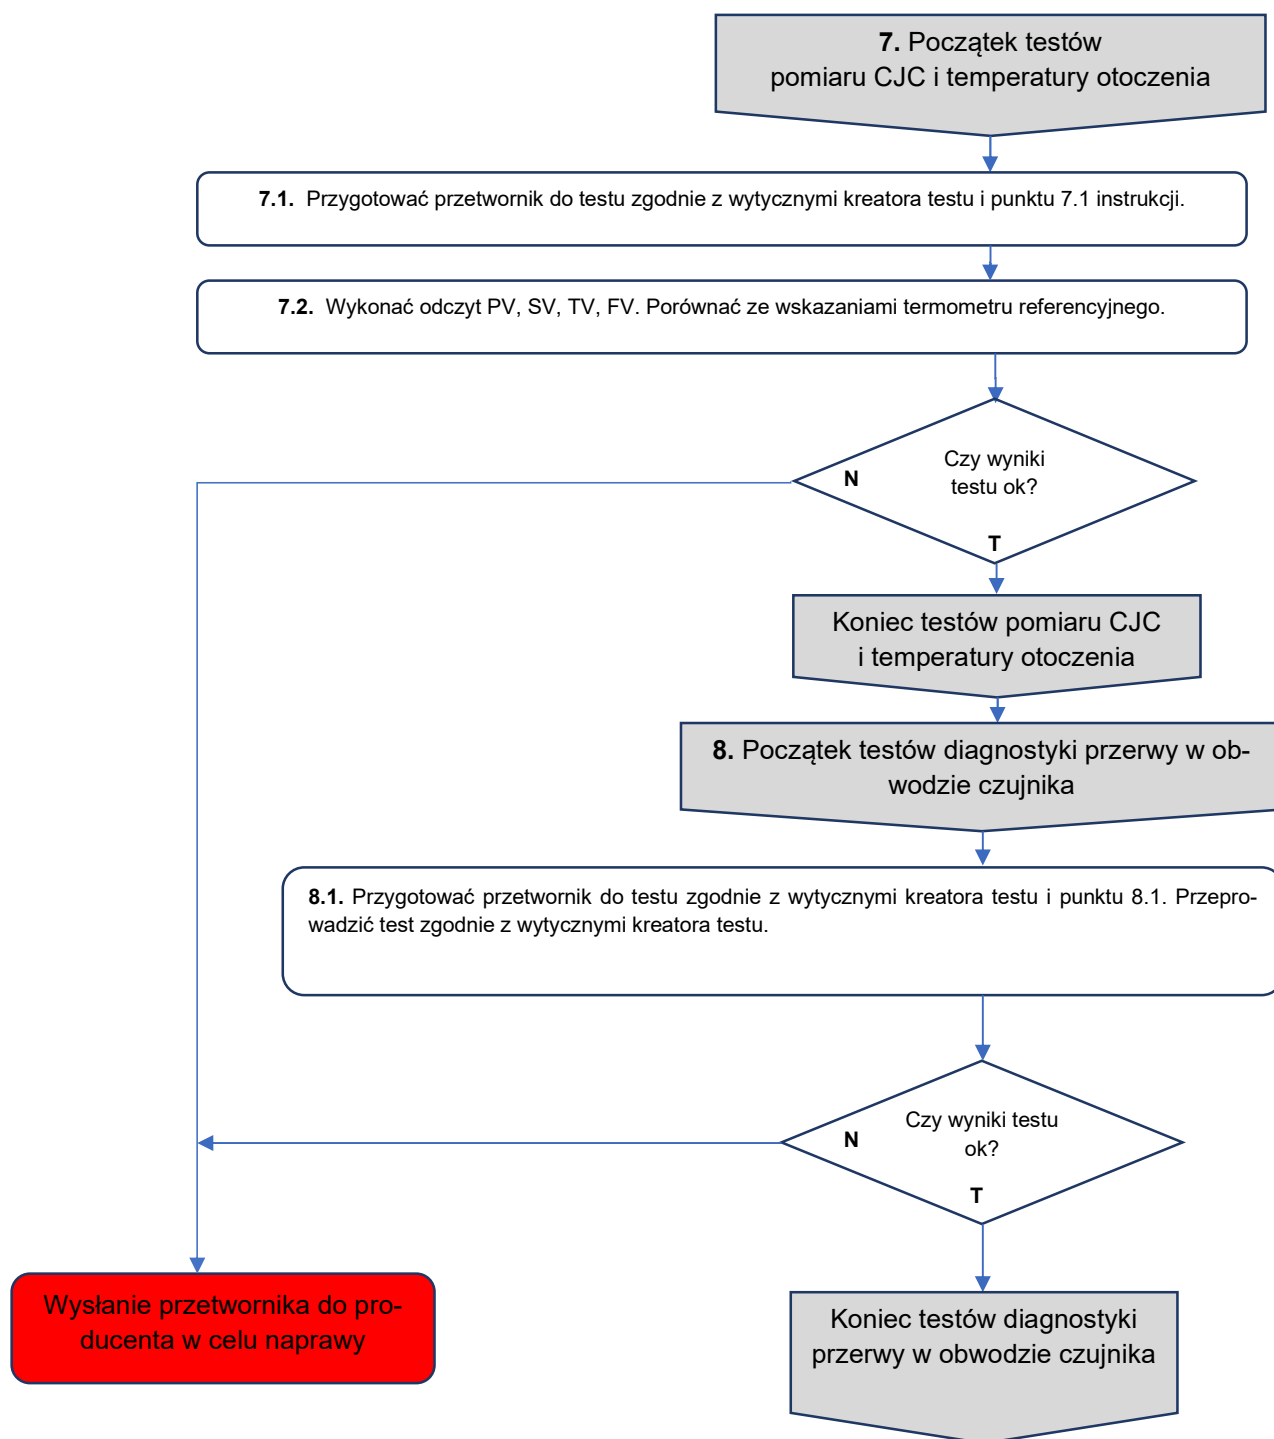 7. Początek testów
pomiaru CJC i temperatury otoczenia
7.1. Przygotować przetwornik do testu zgodnie z wytycznymi kreatora testu i punktu 7.1 instrukcji.
7.2. Wykonać odczyt PV, SV, TV, FV. Porównać ze wskazaniami termometru referencyjnego.
Czy wyniki
testu ok?
N
T
Koniec testów pomiaru CJC
i temperatury otoczenia
8. Początek testów diagnostyki przerwy w ob-
wodzie czujnika
8.1. Przygotować przetwornik do testu zgodnie z wytycznymi kreatora testu i punktu 8.1. Przepro-
wadzić test zgodnie z wytycznymi kreatora testu.
Czy wyniki testu
ok?
N
T
Wysłanie przetwornika do pro-
ducenta w celu naprawy
Koniec testów diagnostyki
przerwy w obwodzie czujnika